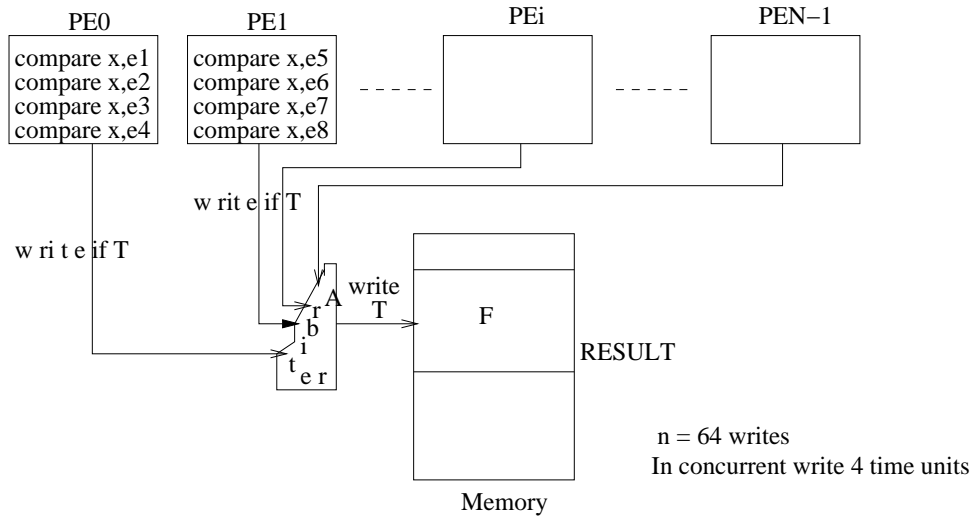 PE0
PE1
PEi
PEN−1
compare x,e1
compare x,e2
compare x,e3
compare x,e4
compare x,e5
compare x,e6
compare x,e7
compare x,e8
w rit e if T
w ri t e if T
A
r
b
i
t
e r
write
T
F
RESULT
n = 64 writes
In concurrent write 4 time units
Memory